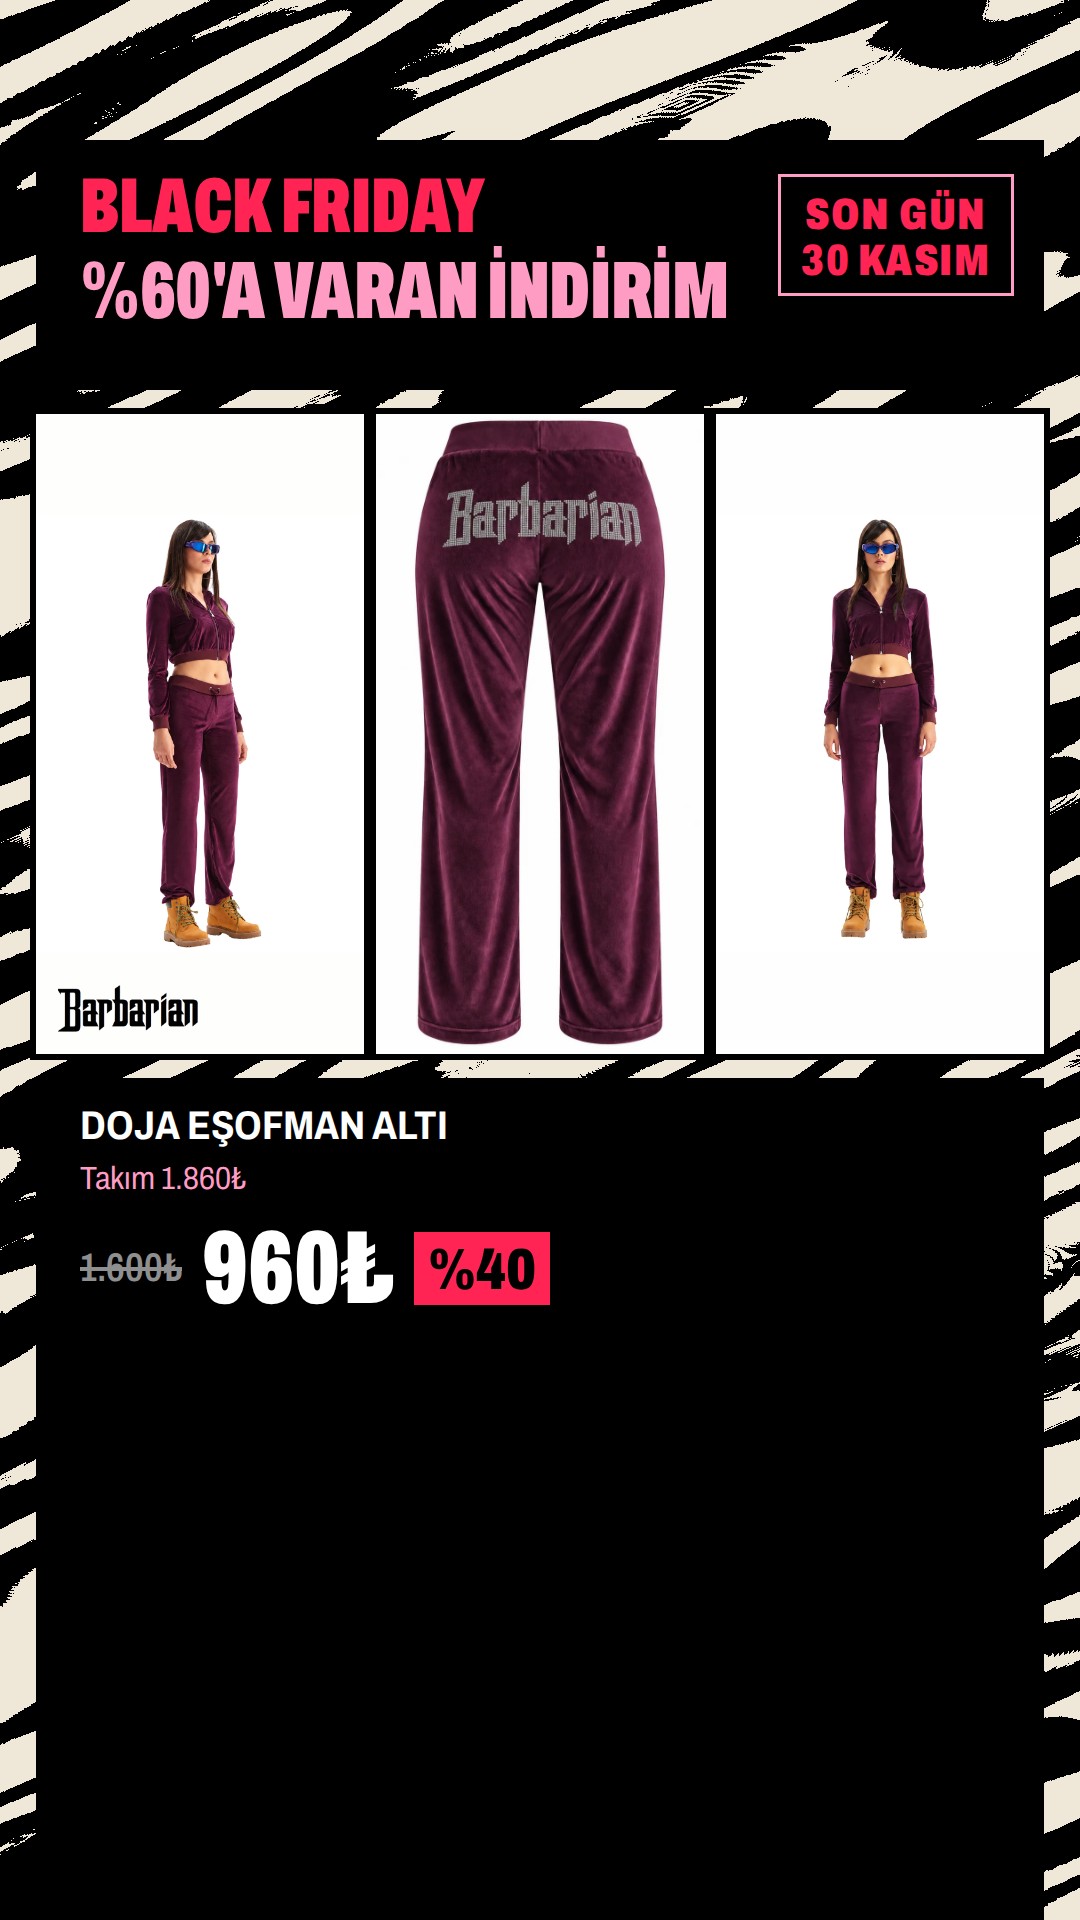 BLACK FRIDAY
%60'A VARAN İNDİRİM
SON GÜN
30 KASIM
Barbarian
Barbarian
DOJA EŞOFMAN ALTI
Takım 1.860₺
1.600₺ 960₺ %40